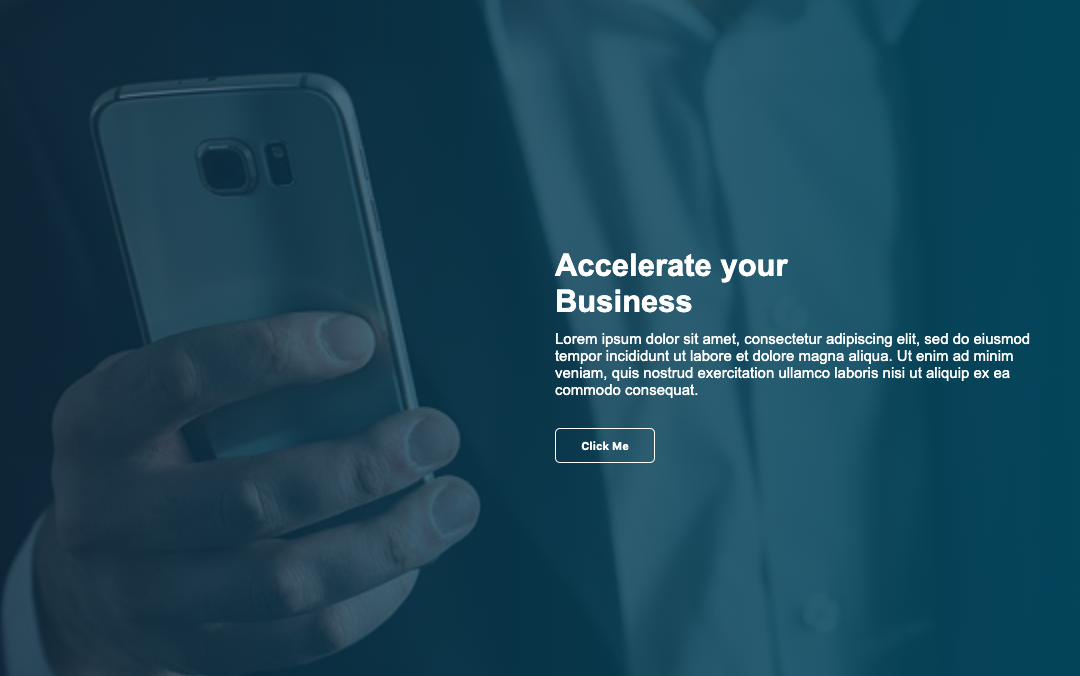 Accelerate your
Business
Lorem ipsum dolor sit amet, consectetur adipiscing elit, sed do eiusmod
tempor incididunt ut labore et dolore magna aliqua. Ut enim ad minim
veniam, quis nostrud exercitation ullamco laboris nisi ut aliquip ex ea
commodo consequat.
Click Me